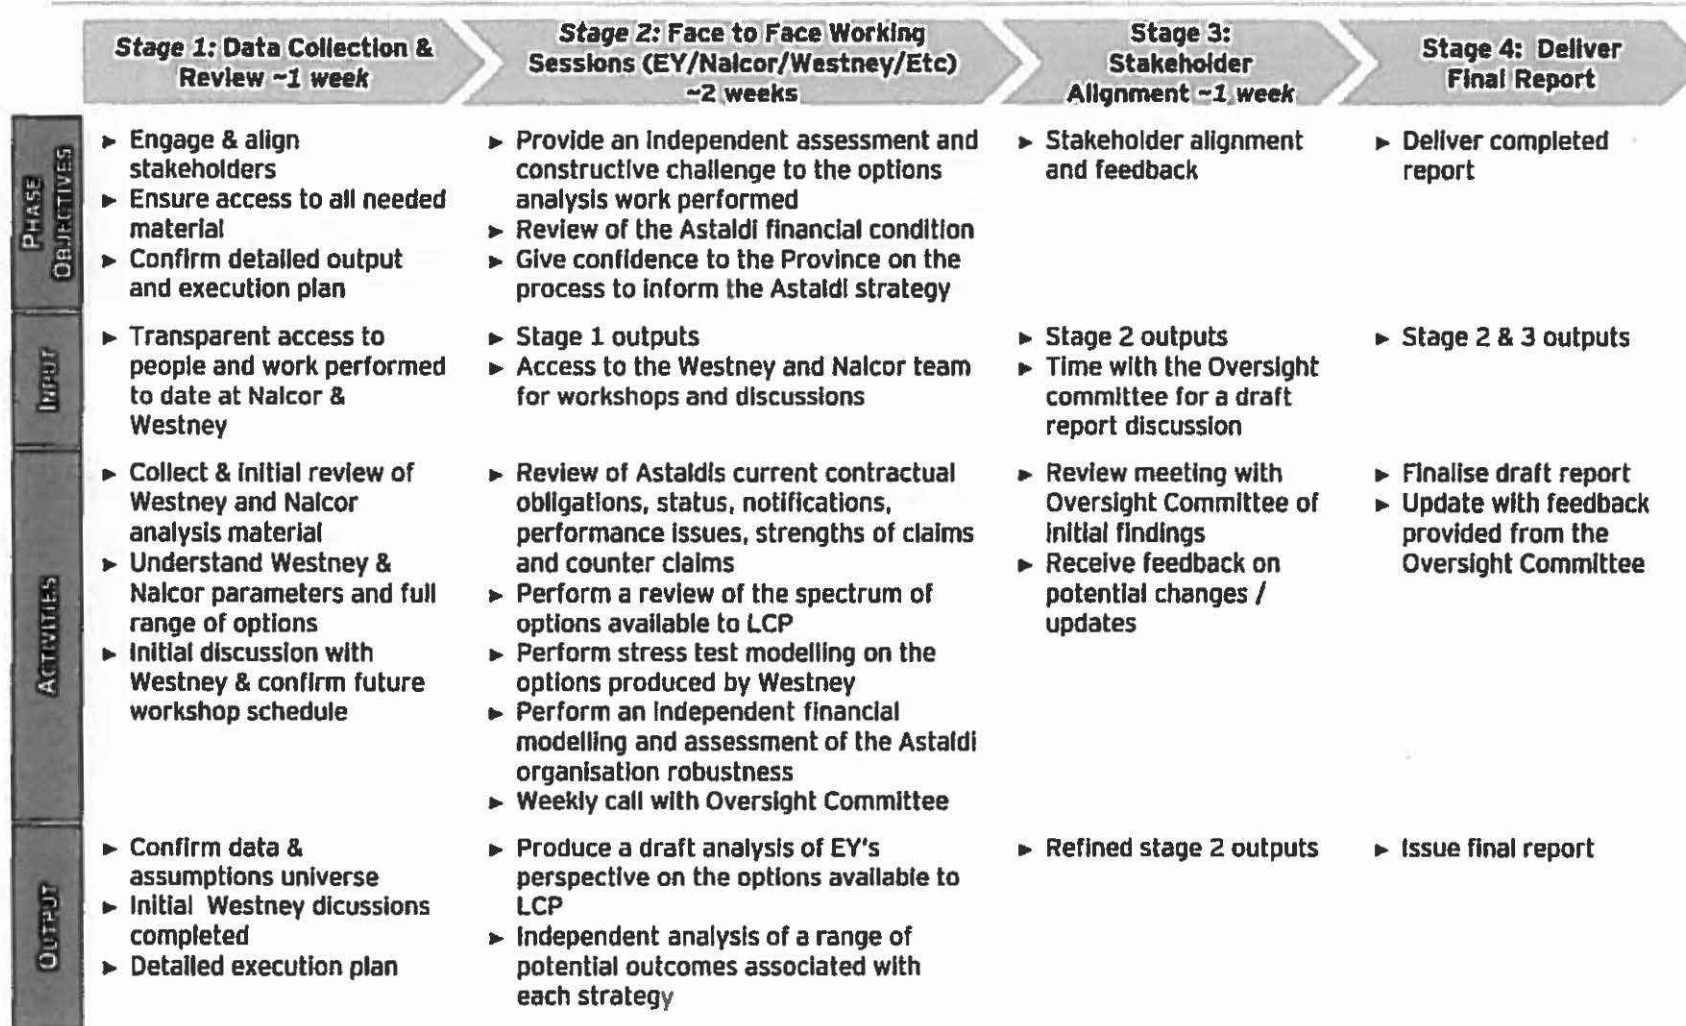 Stage 1: Data Collection &
Review ~1 week
Stage 2: Face to Face Working
Sessions (EY/Nalcor/Westney/Etc)
~2 weeks
Stage 3:
Stakeholder
Alignment ~1 week
Stage 4: Deliver
Final Report
PHASE
OBJECTIVES
► Engage & align
stakeholders
► Ensure access to all needed
material
► Confirm detailed output
and execution plan
► Provide an independent assessment and
constructive challenge to the options
analysis work performed
► Review of the Astaldi financial condition
► Give confidence to the Province on the
process to inform the Astaldi strategy
► Stakeholder alignment
and feedback
► Deliver completed
report
INPUT
► Transparent access to
people and work performed
to date at Nalcor &
Westney
► Stage 1 outputs
► Access to the Westney and Nalcor team
for workshops and discussions
► Stage 2 outputs
► Time with the Oversight
committee for a draft
report discussion
► Stage 2 & 3 outputs
ACTIVITIES
► Collect & initial review of
Westney and Nalcor
analysis material
► Understand Westney &
Nalcor parameters and full
range of options
► Initial discussion with
Westney & confirm future
workshop schedule
► Review of Astaldis current contractual
obligations, status, notifications,
performance issues, strengths of claims
and counter claims
► Perform a review of the spectrum of
options available to LCP
► Perform stress test modelling on the
options produced by Westney
► Perform an independent financial
modelling and assessment of the Astaldi
organisation robustness
► Weekly call with Oversight Committee
► Review meeting with
Oversight Committee of
initial findings
► Receive feedback on
potential changes /
updates
► Finalise draft report
► Update with feedback
provided from the
Oversight Committee
OUTPUT
► Confirm data &
assumptions universe
► Initial Westney dicussions
completed
► Detailed execution plan
► Produce a draft analysis of EY's
perspective on the options available to
LCP
► Independent analysis of a range of
potential outcomes associated with
each strategy
► Refined stage 2 outputs
► Issue final report